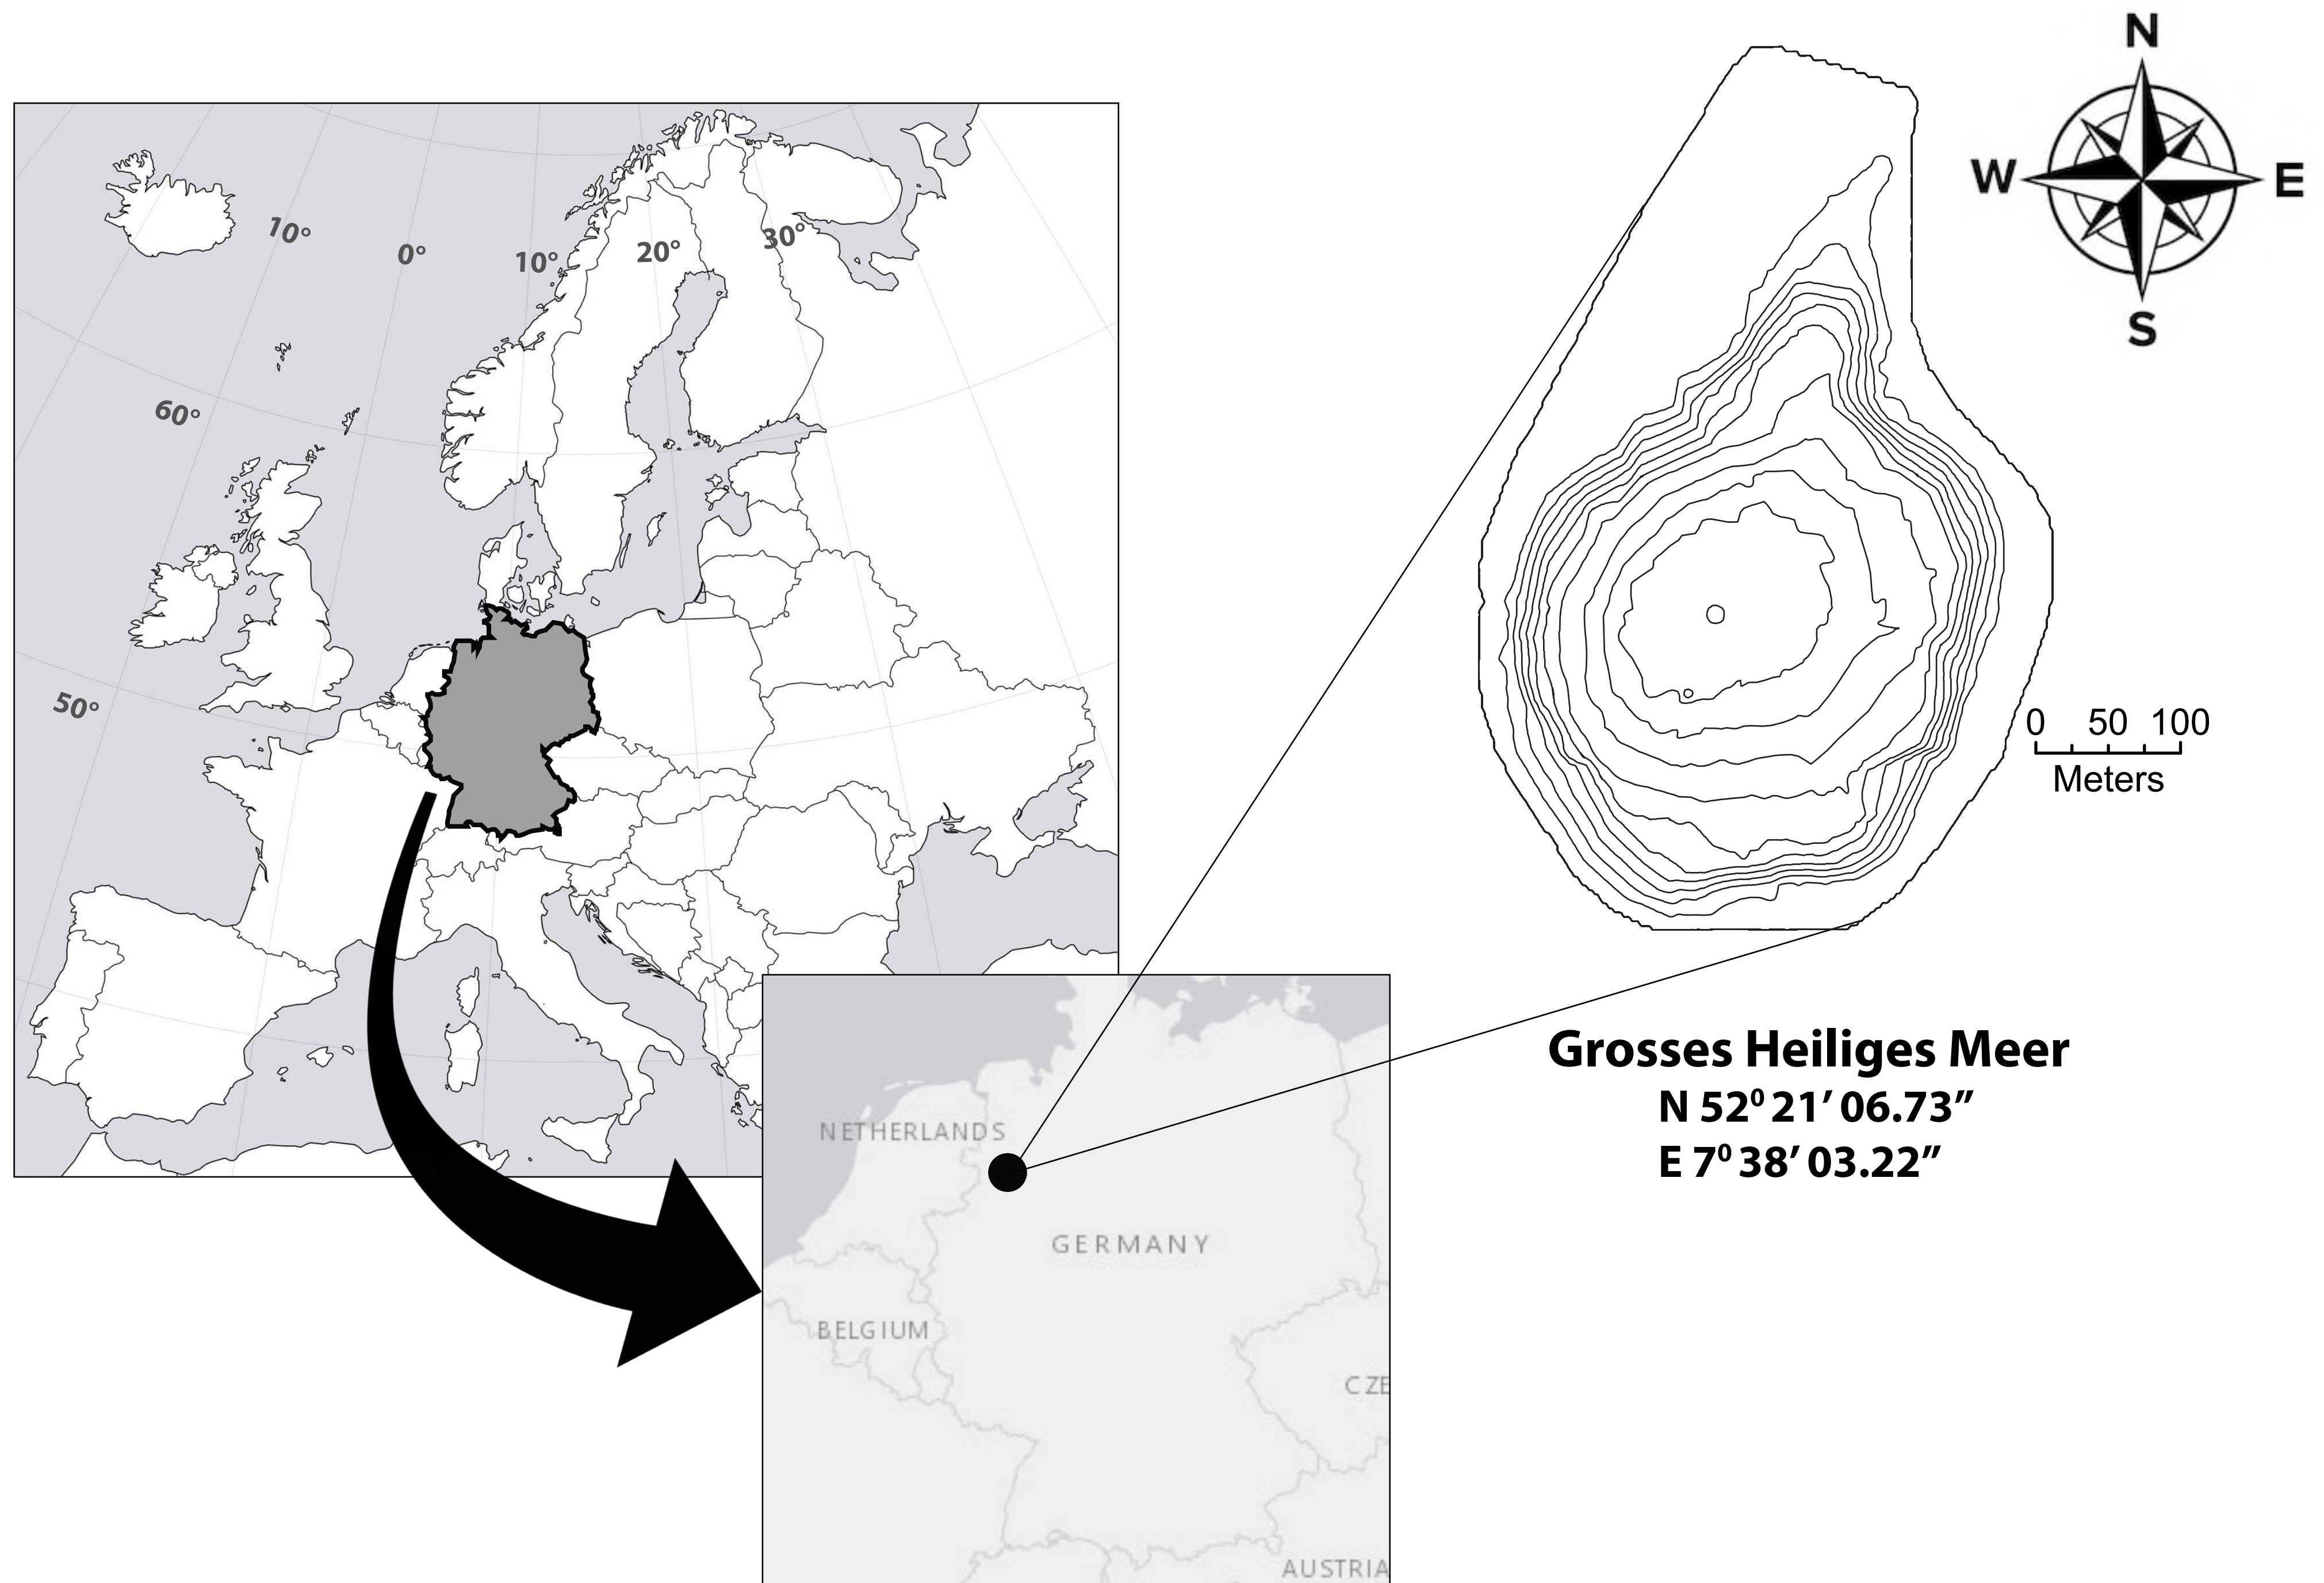 N
W
E
S
10°
0°
10°
20°
30°
60°
50°
0 50 100
Meters
Grosses Heiliges Meer
N 52⁰ 21′ 06.73″
E 7⁰ 38′ 03.22″
NETHERLANDS
GERMANY
BELGIUM
CZE
AUSTRIA